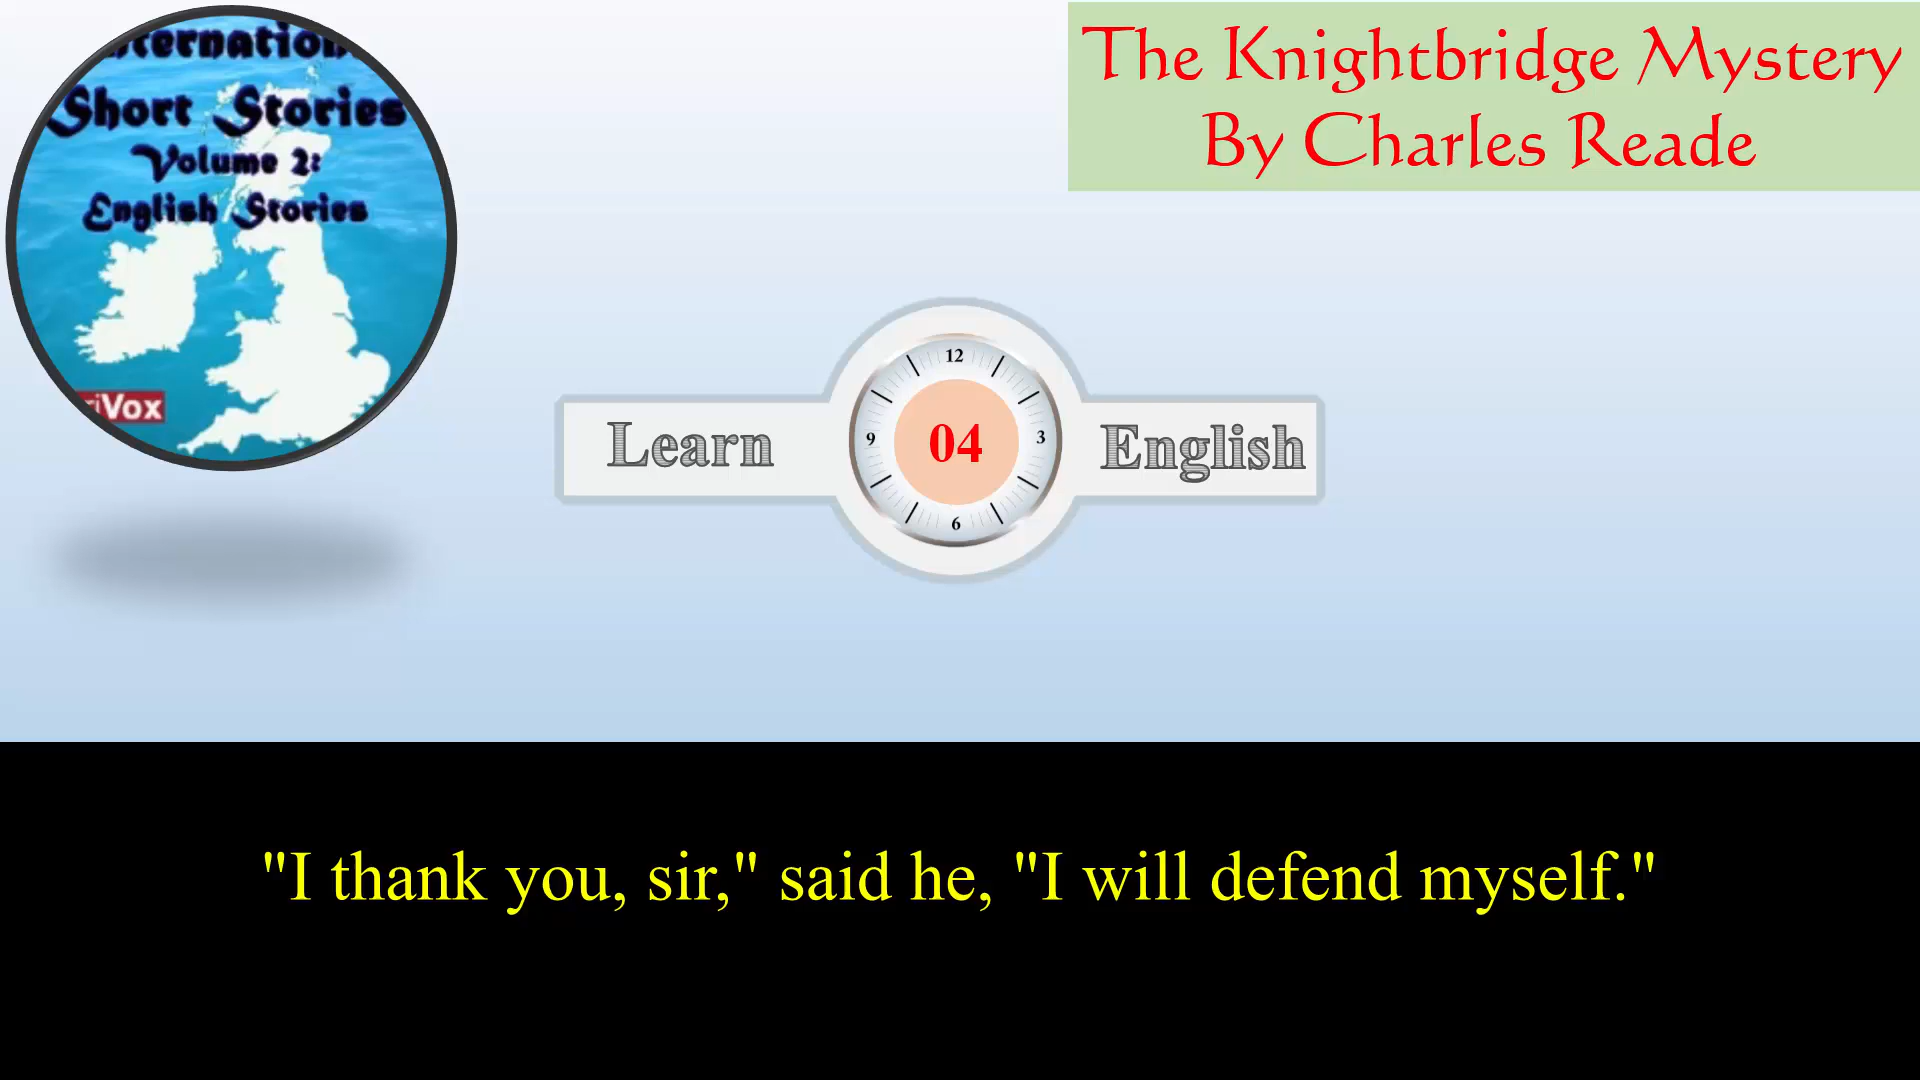 Short Stories
Volume 2:
English Stories
Vox
The Knightbridge Mystery
By Charles Reade
Learn
04
English
12
9
3
6
"I thank you, sir," said he, "I will defend myself."